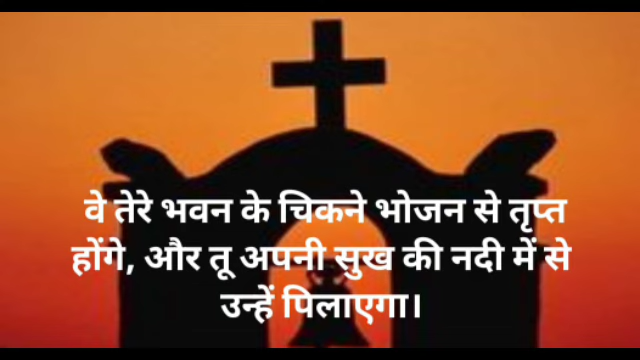 वे तेरे भवन के चिकने भोजन से तृप्त
होंगे, और तू अपनी सुख की नदी में से
उन्हें पिलाएगा।